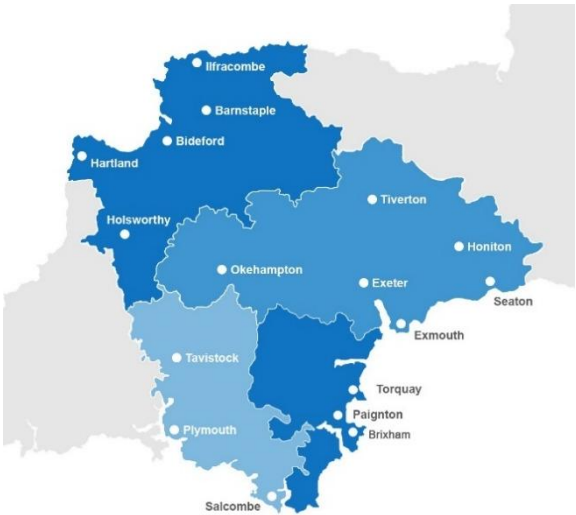 Ilfracombe
Barnstaple
Bideford
Hartland
Tiverton
Holsworthy
Honiton
Okehampton
Exeter
Seaton
Exmouth
Tavistock
Torquay
Paignton
Plymouth
Brixham
Salcombe